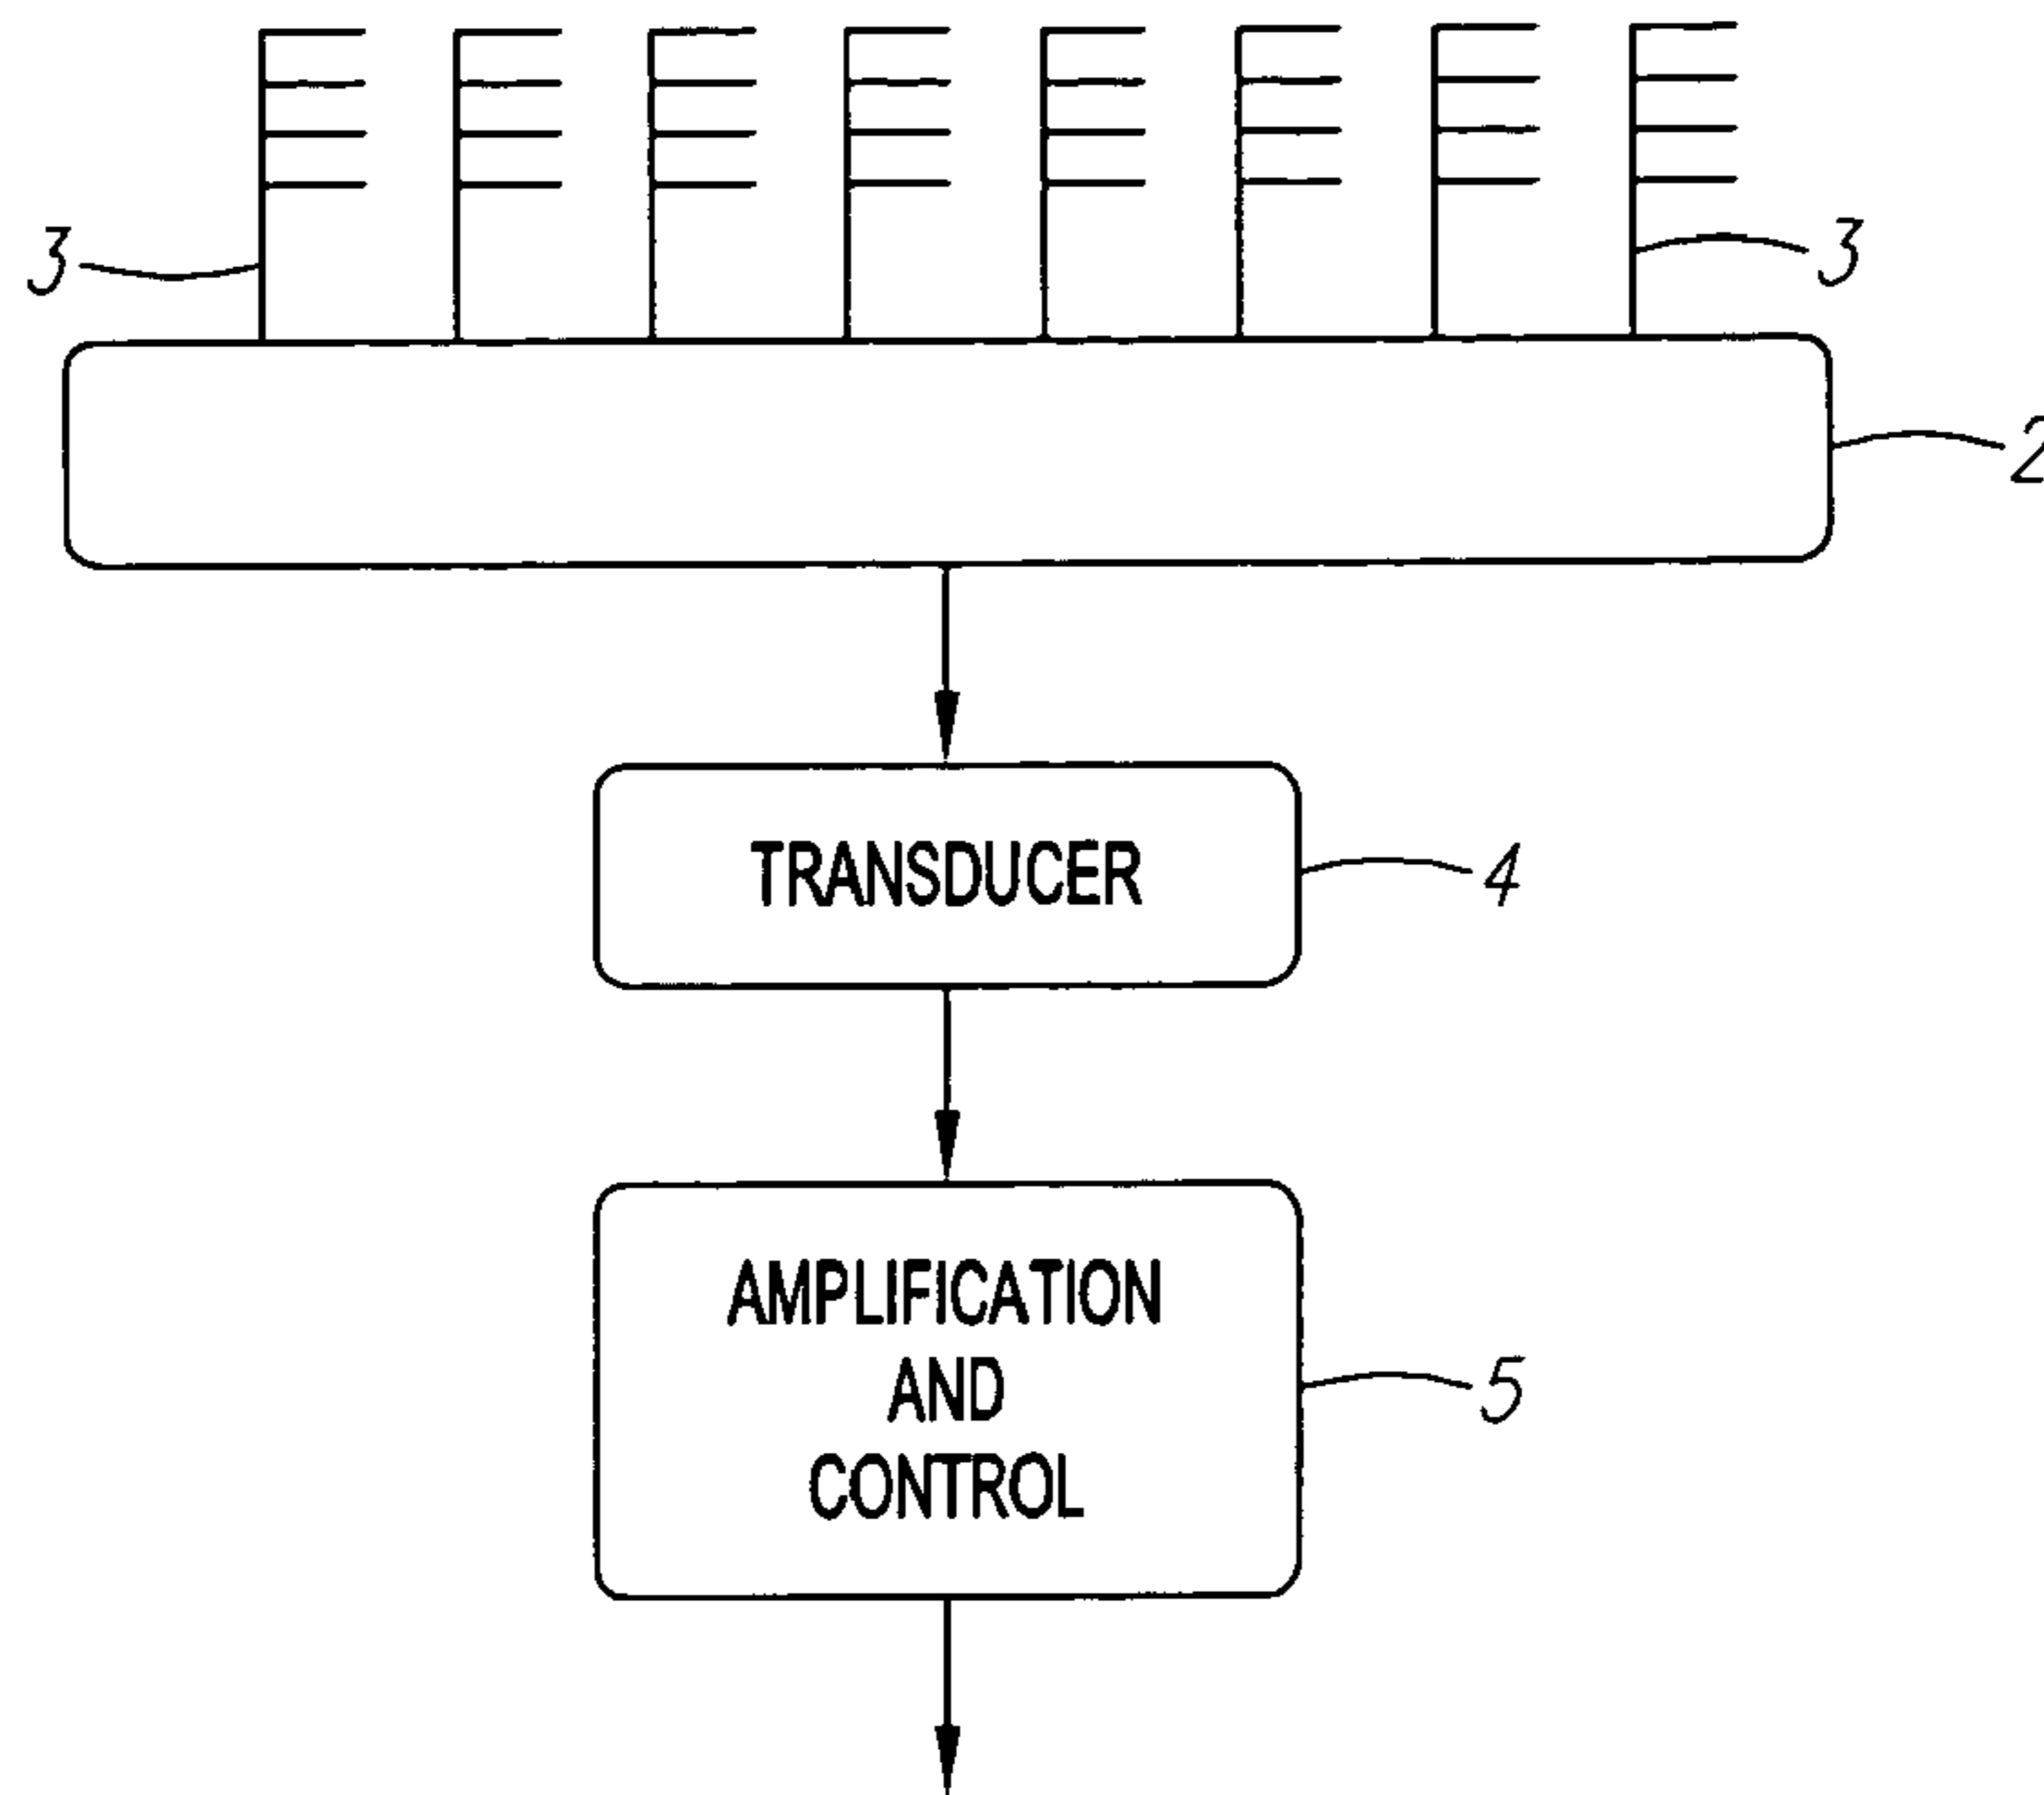 3
3
2
TRANSDUCER
4
AMPLIFICATION
AND
5
CONTROL